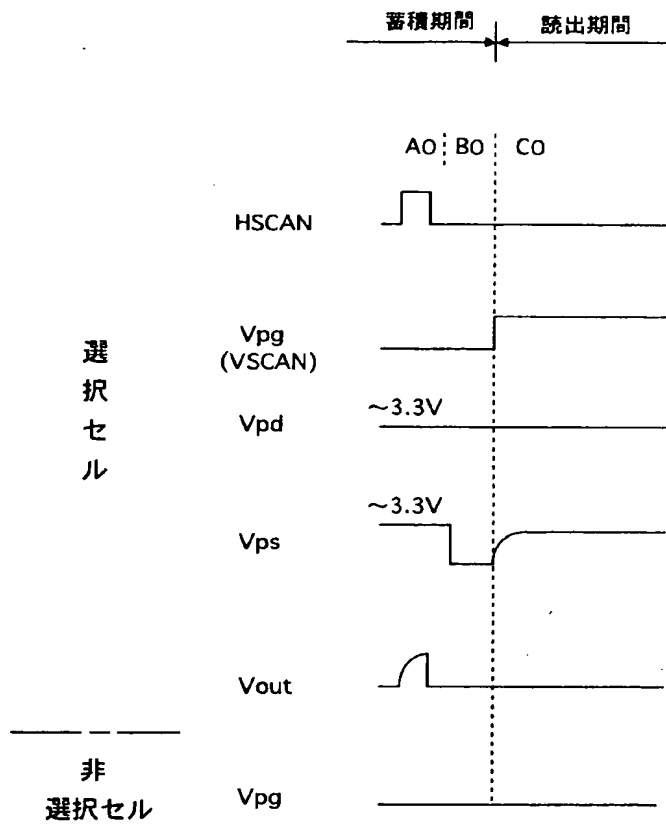 蓄積期間 読出期間
A0 B0 C0
HSCAN
Vpg
(VSCAN)
～3.3V
Vpd
～3.3V
Vps
Vout
選択セル
非
選択セル
Vpg